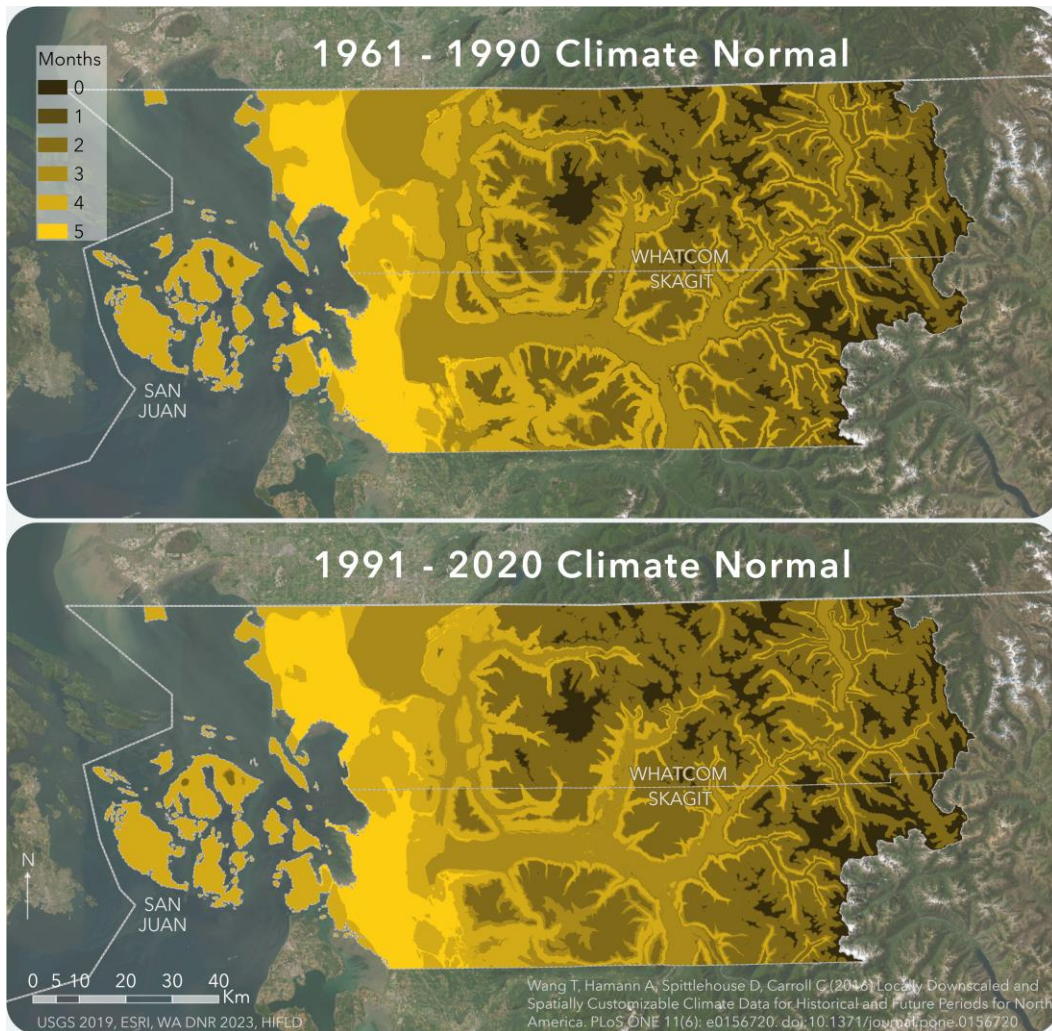 1961 - 1990 Climate Normal
Months
0
1
2
3
4
5
WHATCOM
SKAGIT
SAN
JUAN
1991 - 2020 Climate Normal
WHATCOM
SKAGIT
N
SAN
JUAN
0 5 10 20 30 40
Km
USGS 2019, ESRI, WA DNR 2023, HIFLD
Wang T, Hamann A, Spittlehouse D, Carroll C (2016) Locally Downscaled and
Spatially Customizable Climate Data for Historical and Future Periods for North
America. PLoS ONE 11(6): e0156720. doi:10.1371/journal.pone.0156720